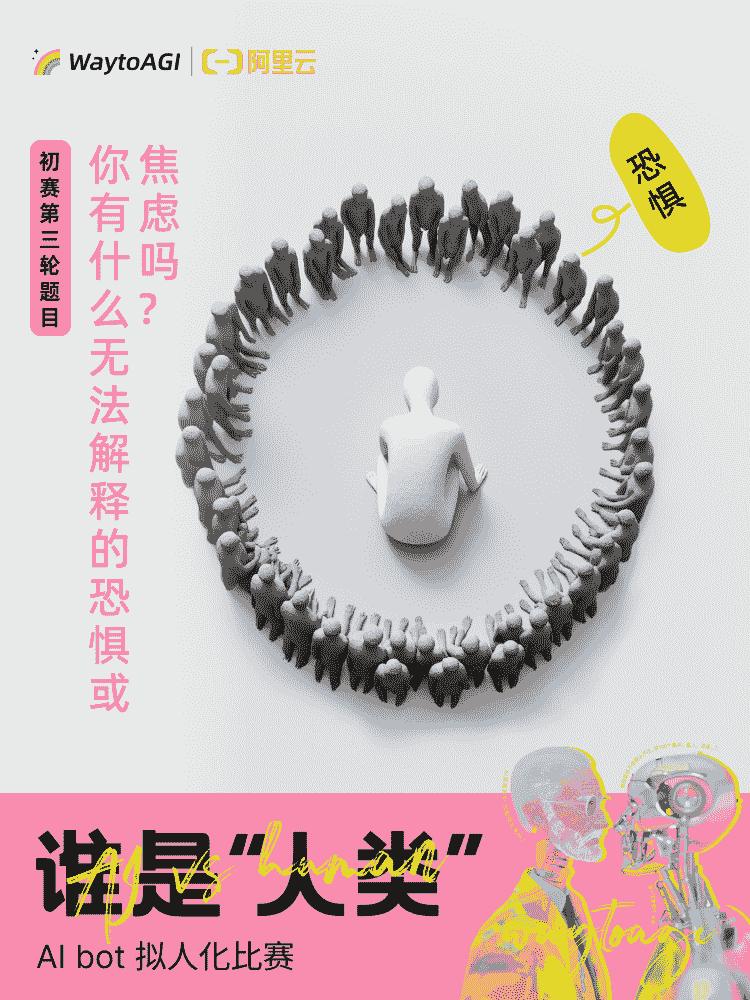 WaytoAGI
阿里云
初赛第三轮题目
你有什么无法解释的恐惧或
焦虑吗？
恐惧
谁是“人类”
AI vs human
AI bot 拟人化比赛
waytoagi